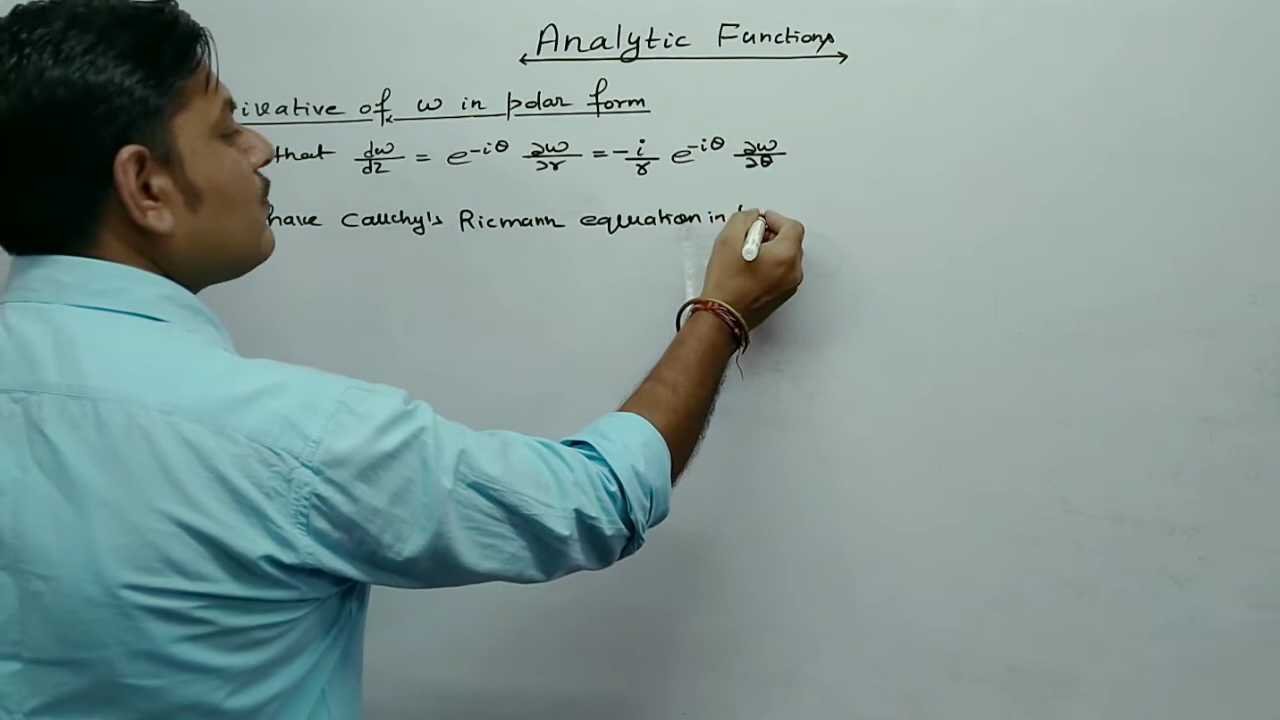 Analytic Functions
ivative of w in polar form
that dw/dz = e^-iθ ∂w/∂r = -i/r e^-iθ ∂w/∂θ
have Cauchy's Riemann equation in